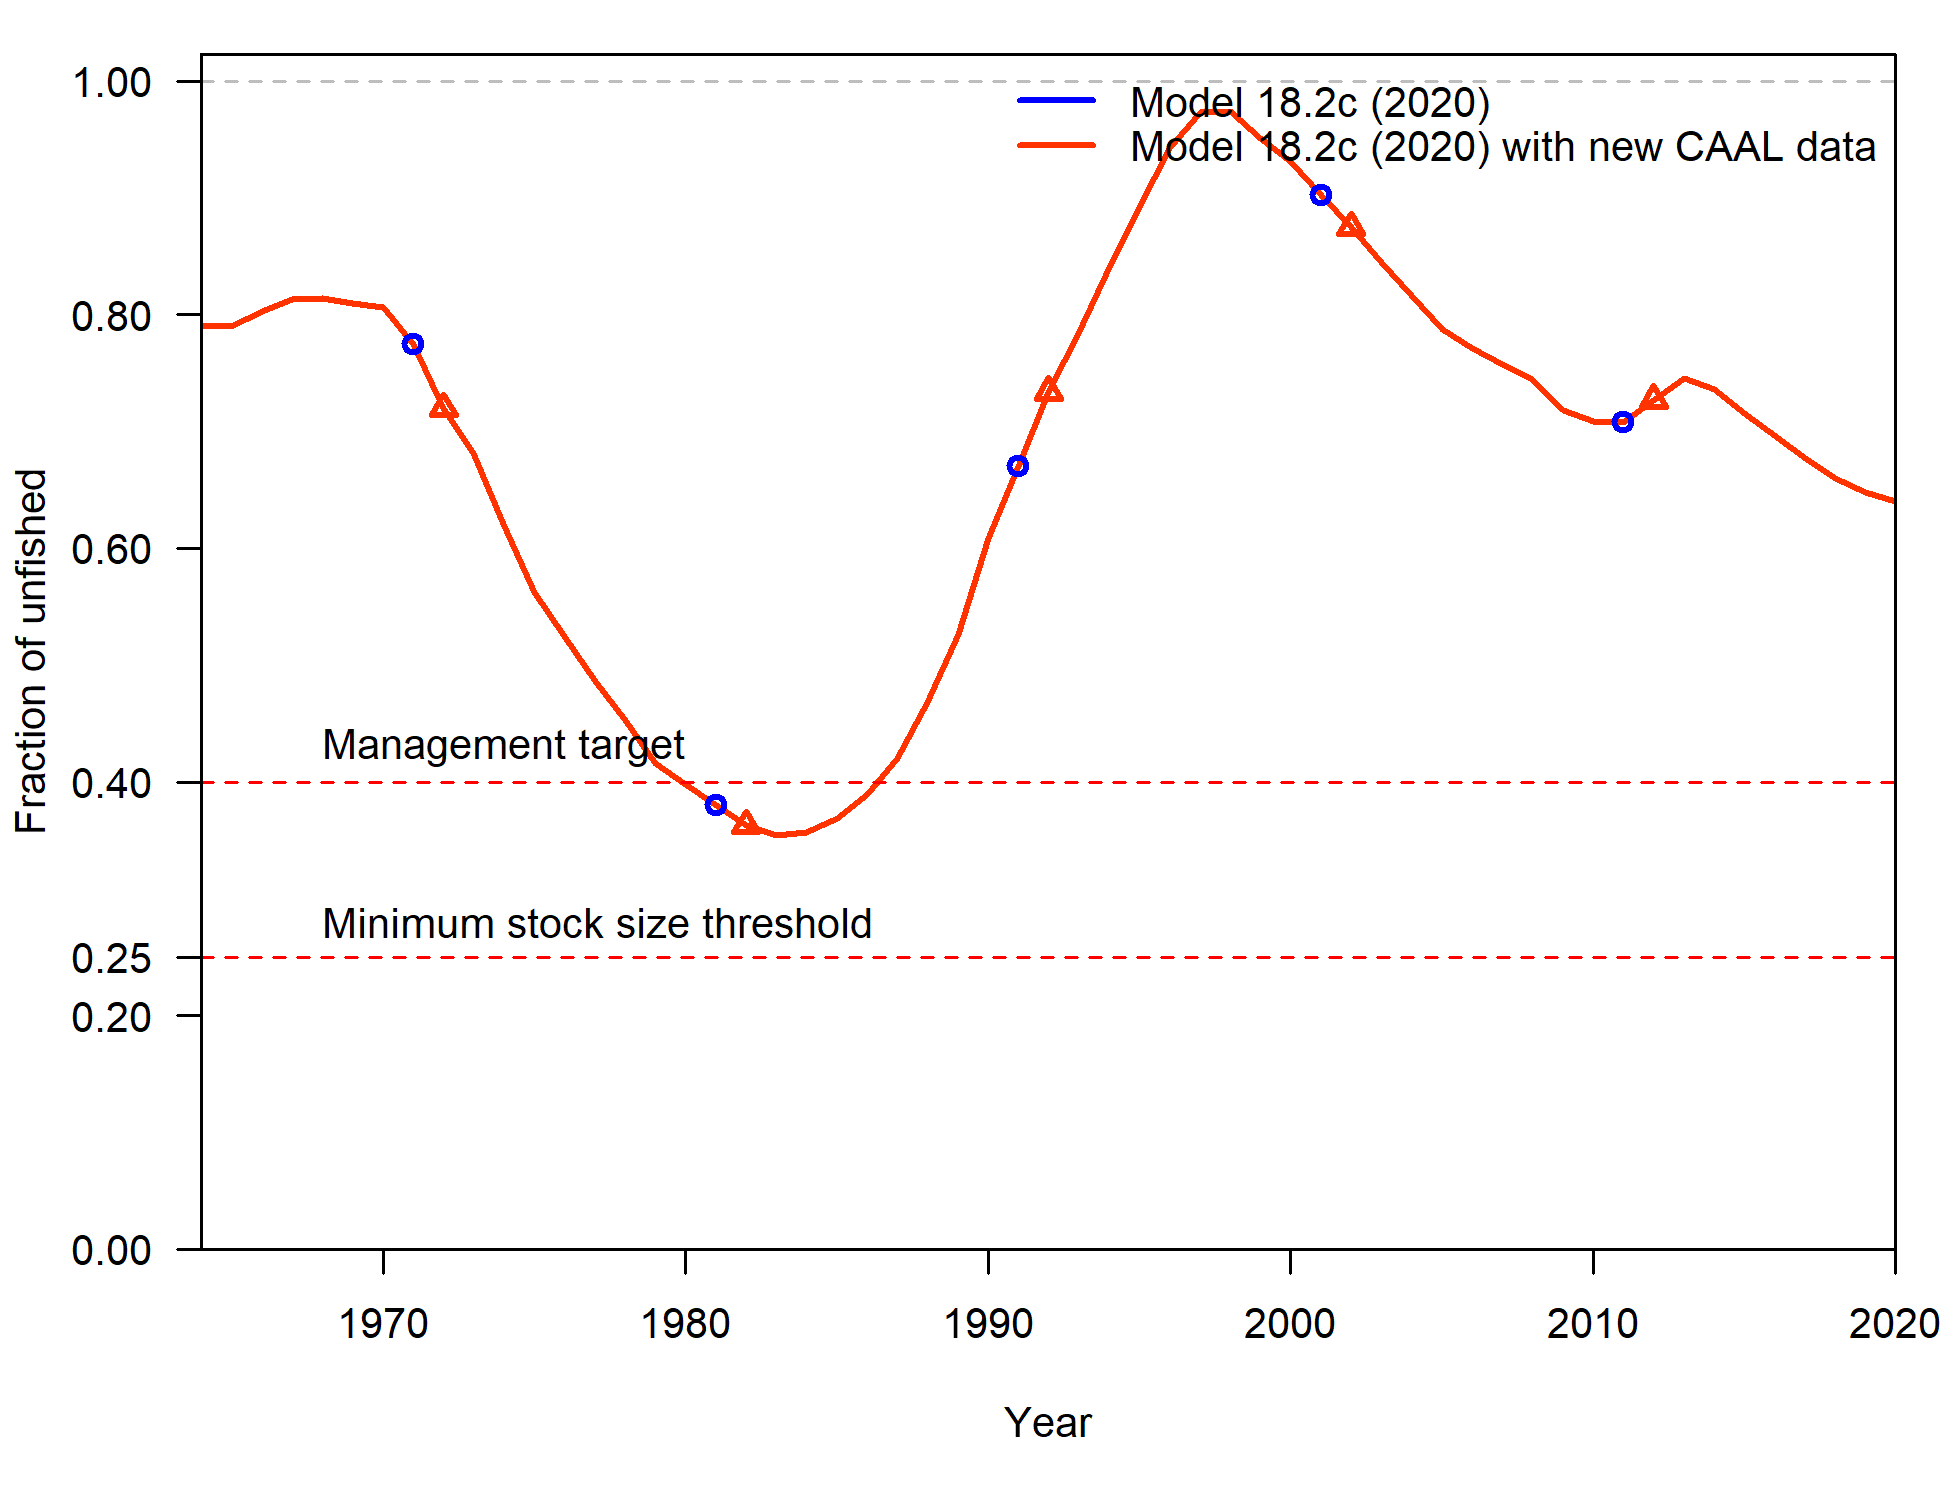 1.00
0.80
0.60
0.40
0.25
0.20
0.00
Fraction of unfished
Model 18.2c (2020)
Model 18.2c (2020) with new CAAL data
Management target
Minimum stock size threshold
1970
1980
1990
2000
2010
2020
Year